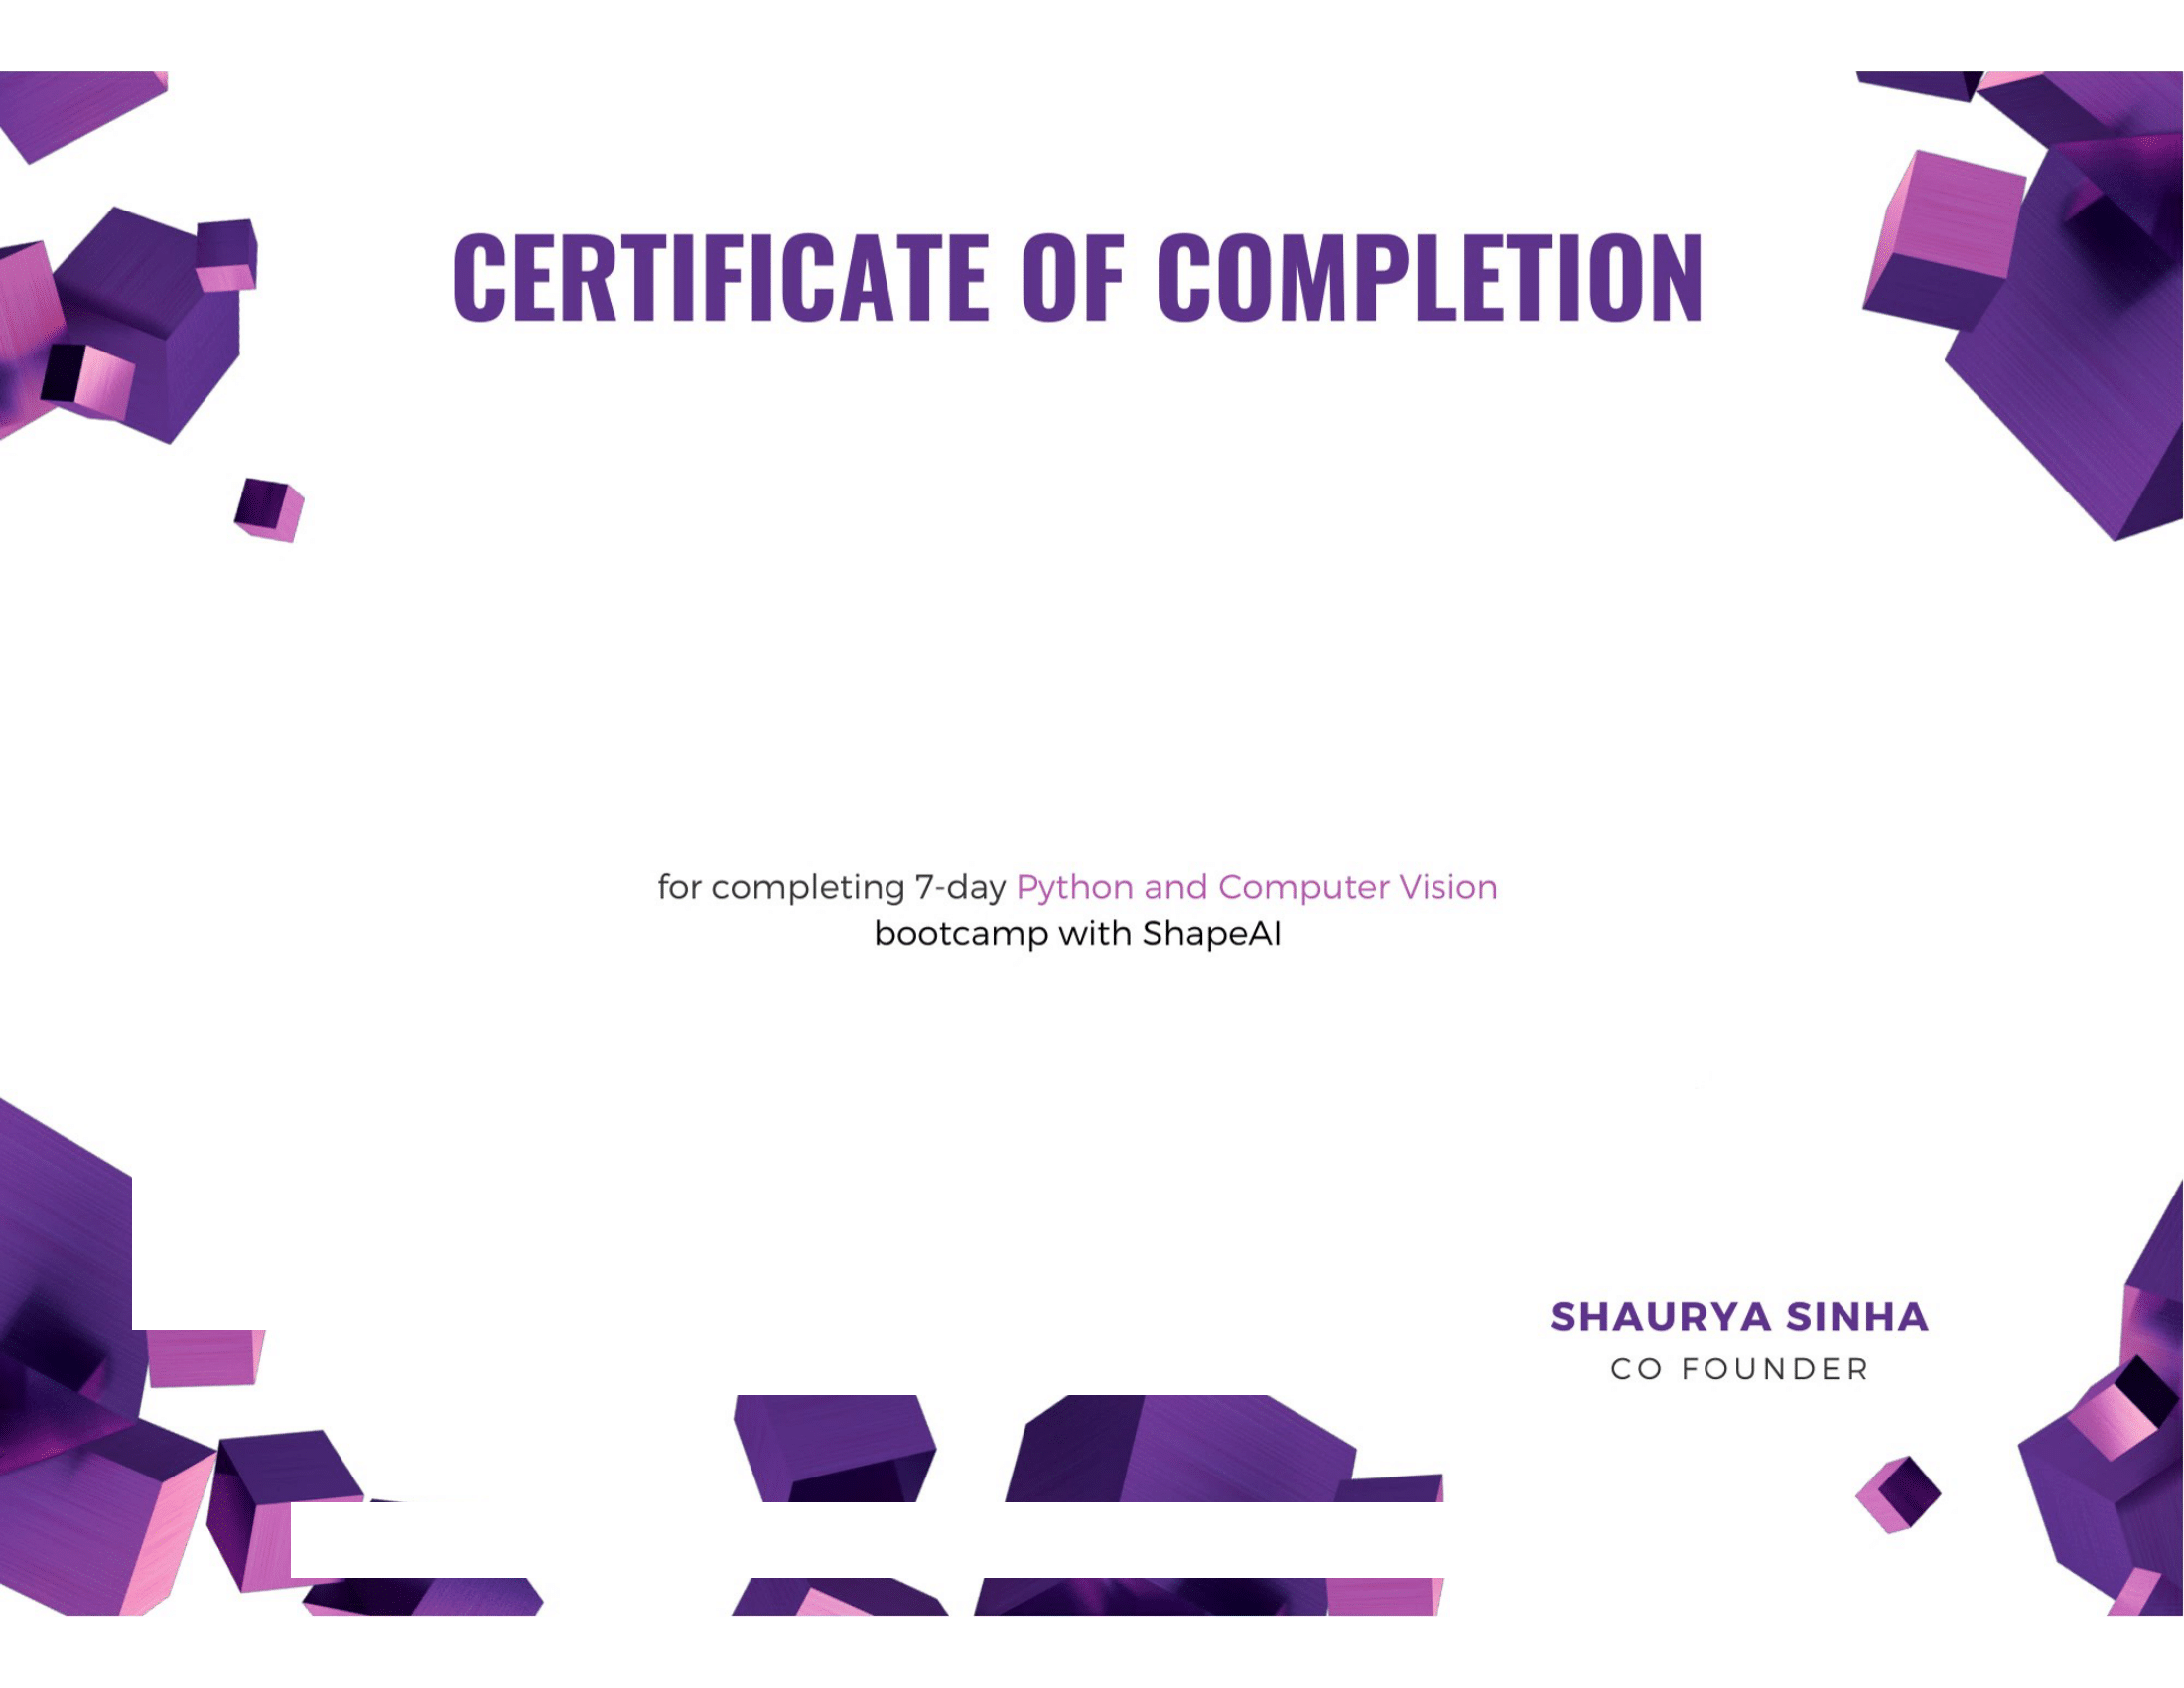 CERTIFICATE OF COMPLETION
for completing 7-day Python and Computer Vision
bootcamp with ShapeAI
SHAURYA SINHA
CO FOUNDER